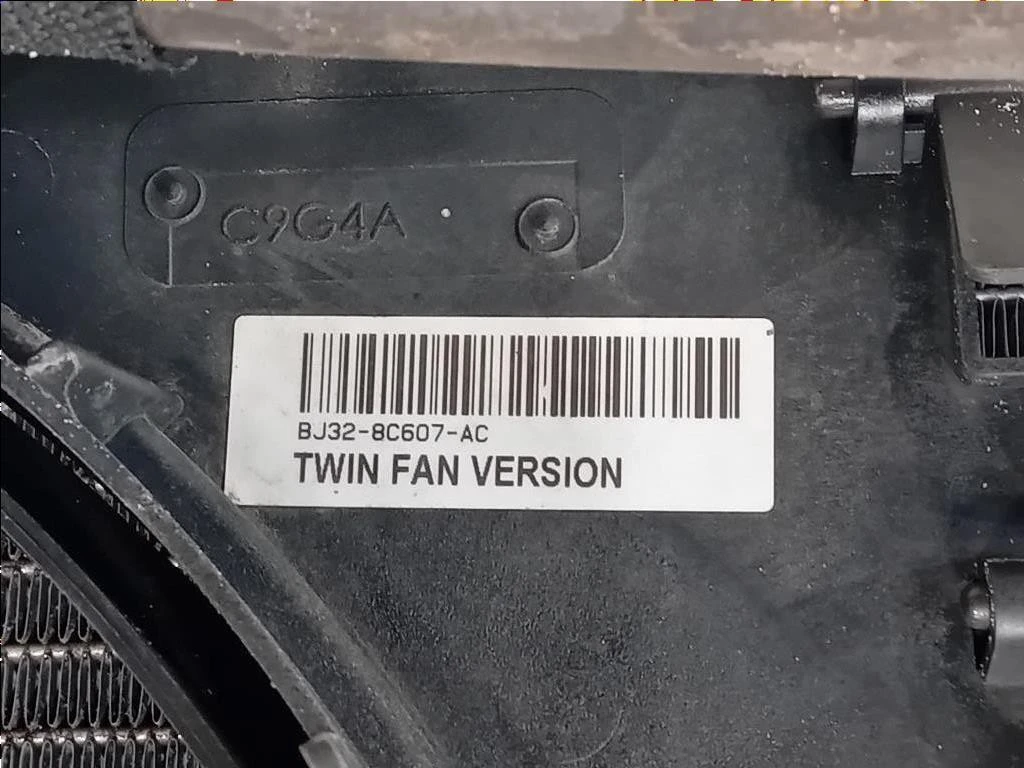 C9G4A
BJ32-8C607-AC
TWIN FAN VERSION